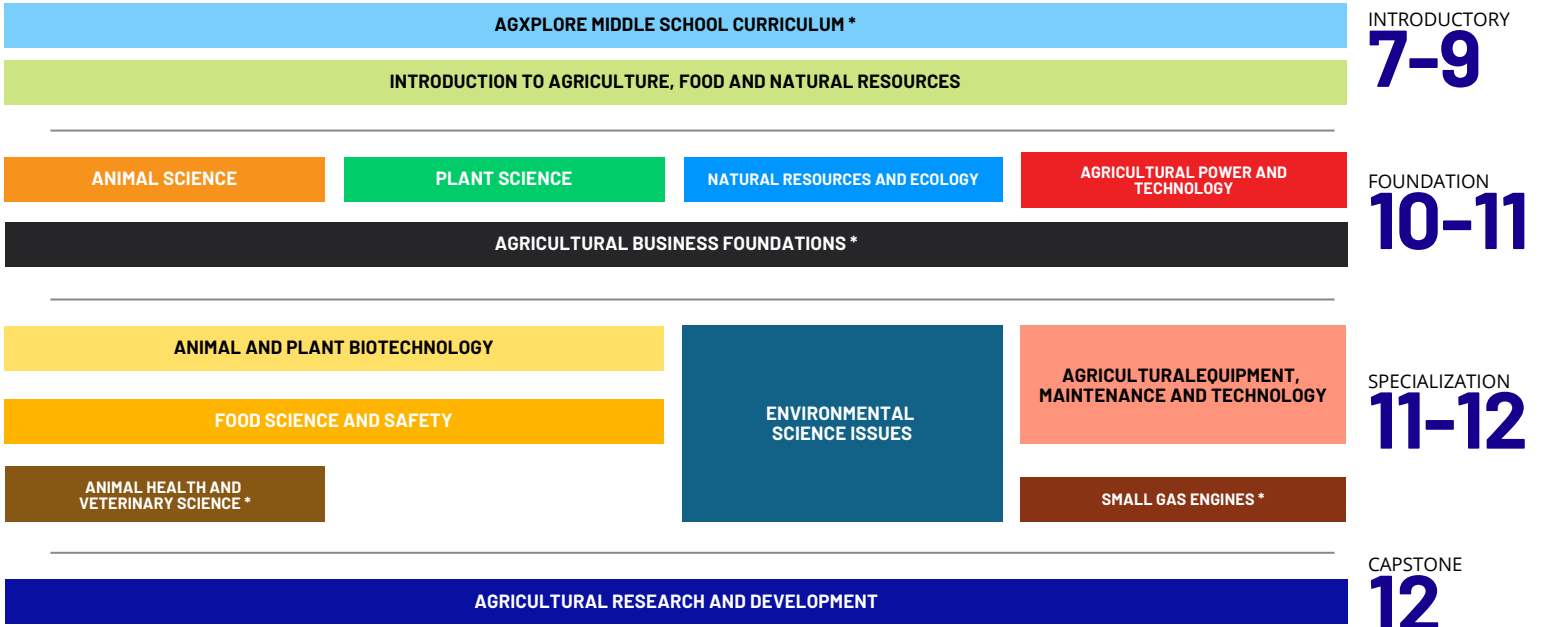 AGXPLORE MIDDLE SCHOOL CURRICULUM *
INTRODUCTORY
7-9
INTRODUCTION TO AGRICULTURE, FOOD AND NATURAL RESOURCES
ANIMAL SCIENCE
PLANT SCIENCE
NATURAL RESOURCES AND ECOLOGY
AGRICULTURAL POWER AND
TECHNOLOGY
FOUNDATION
10-11
AGRICULTURAL BUSINESS FOUNDATIONS *
ANIMAL AND PLANT BIOTECHNOLOGY
FOOD SCIENCE AND SAFETY
ANIMAL HEALTH AND
VETERINARY SCIENCE *
ENVIRONMENTAL
SCIENCE ISSUES
AGRICULTURALEQUIPMENT,
MAINTENANCE AND TECHNOLOGY
SMALL GAS ENGINES *
SPECIALIZATION
11-12
AGRICULTURAL RESEARCH AND DEVELOPMENT
CAPSTONE
12